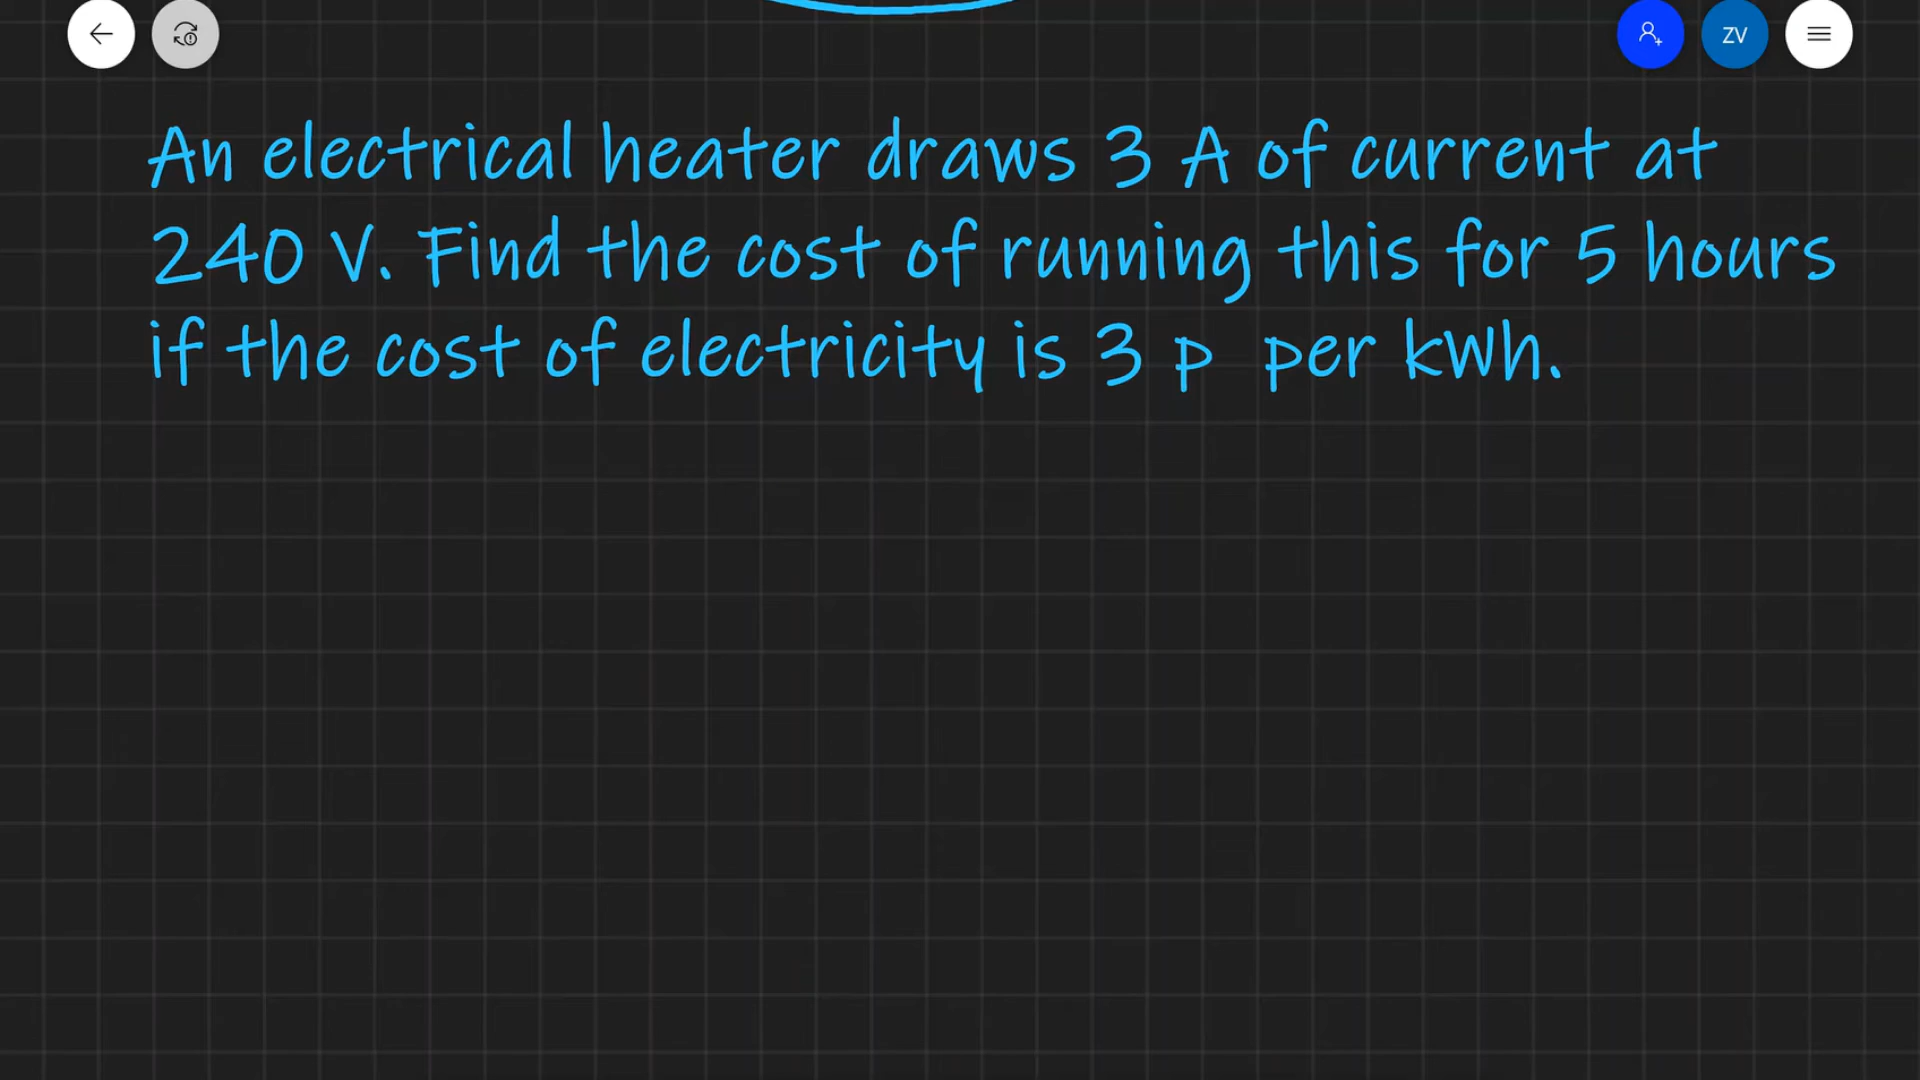 ZV
An electrical heater draws 3 A of current at
240 V. Find the cost of running this for 5 hours
if the cost of electricity is 3 p per kWh.